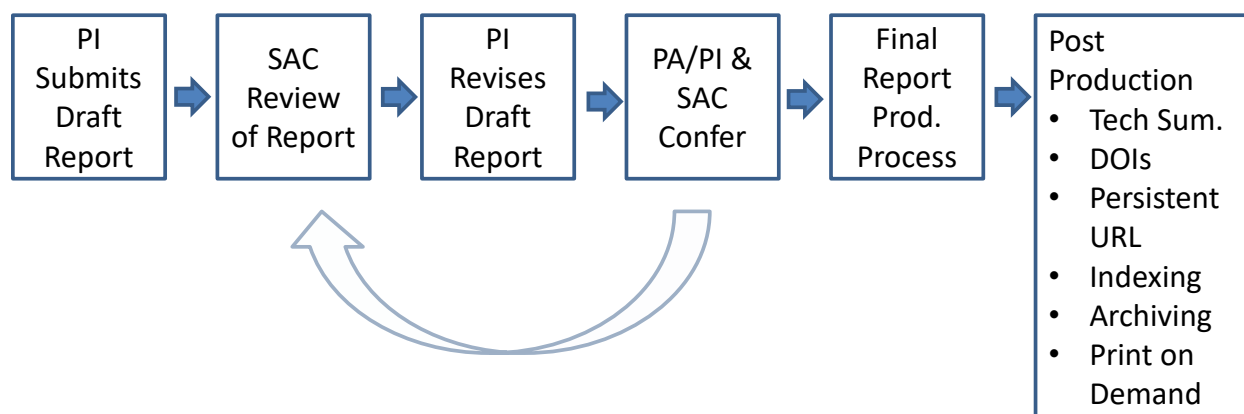 PI
Submits
Draft
Report
SAC
Review
of Report
PI
Revises
Draft
Report
PA/PI &
SAC
Confer
Final
Report
Prod.
Process
Post
Production
• Tech Sum.
• DOIs
• Persistent
URL
• Indexing
• Archiving
• Print on
Demand